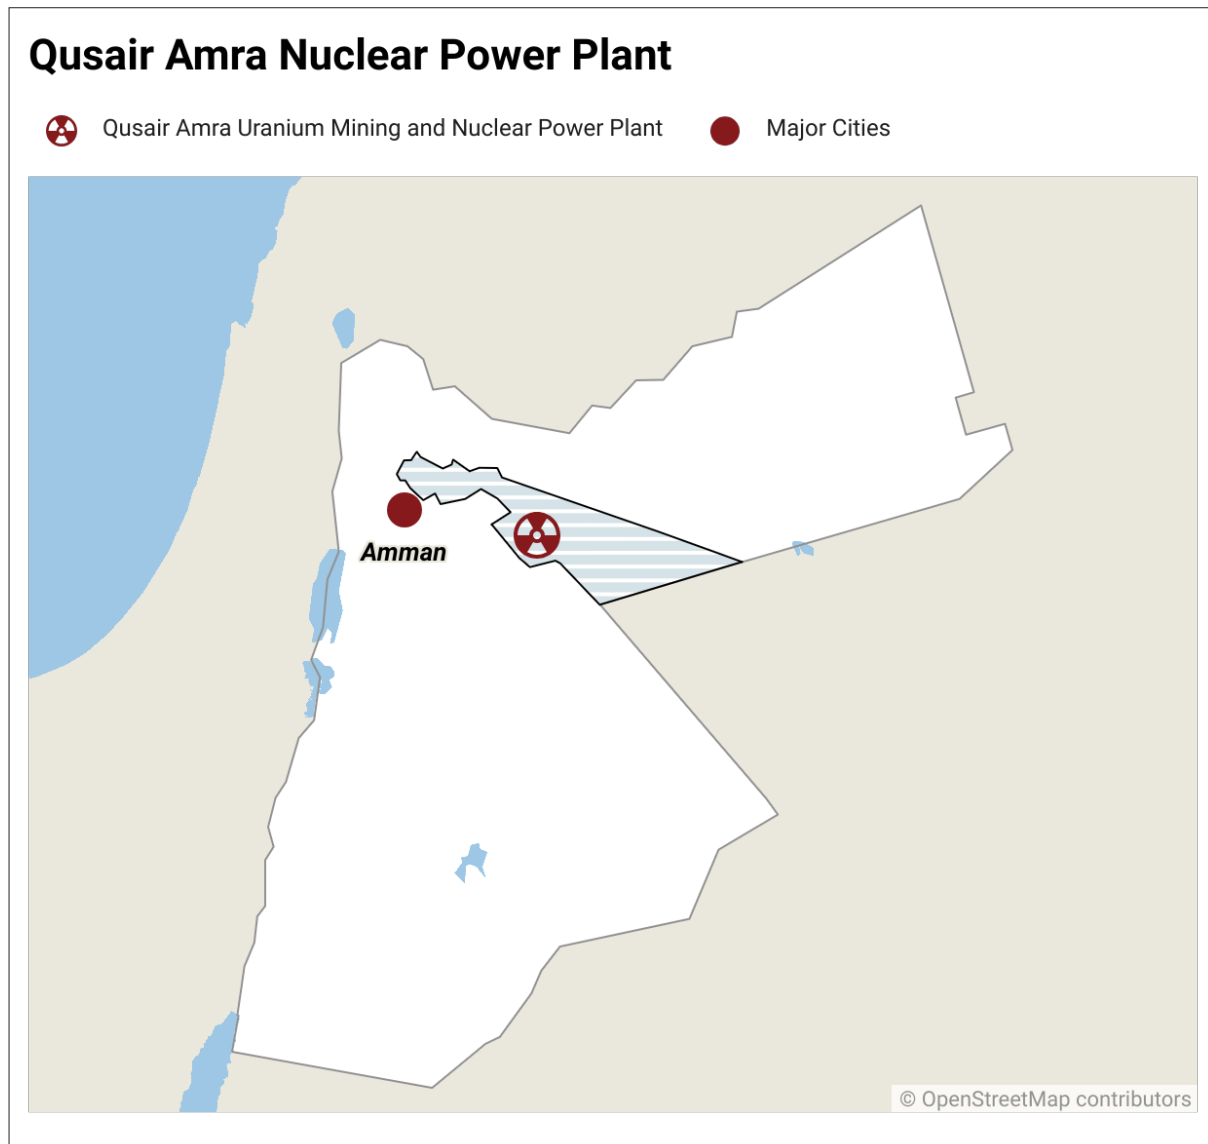 Qusair Amra Nuclear Power Plant
Qusair Amra Uranium Mining and Nuclear Power Plant
Major Cities
Amman
© OpenStreetMap contributors